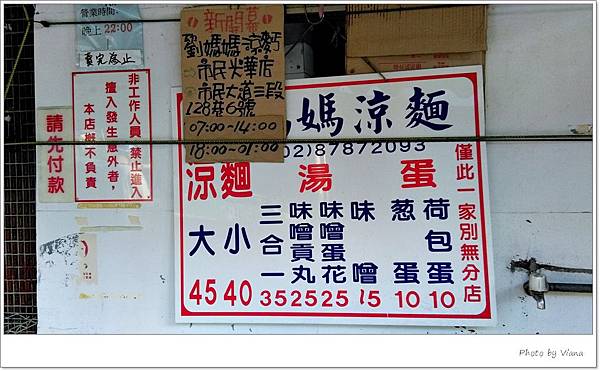 營業時間:
晚上22:00
賣完為止
非工作人員,禁止進入
擅入發生意外者,
本店概不負責
請先付款
新開幕
劉媽媽涼麵
市民光華店
市民大道三段
128巷6號
07:00-14:00
18:00~01:00
媽涼麵
02)87872093
僅此一家別無分店
涼麵 湯 蛋
大 45
小 40
三合一 35
味噌貢丸 25
味噌蛋花 25
味噌 15
葱蛋 10
荷包蛋 10
Photo by Viana